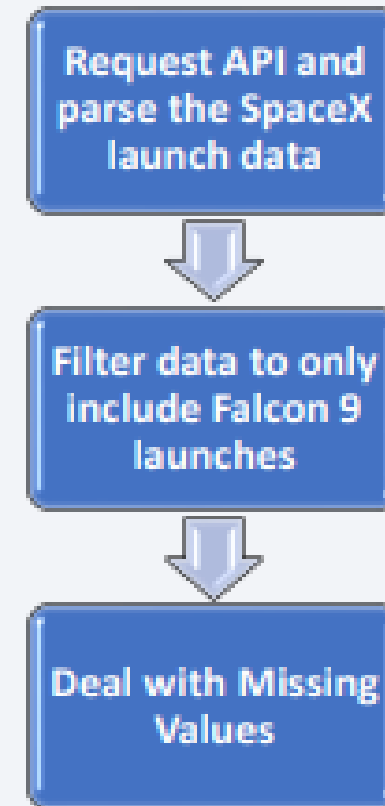 Request API and
parse the SpaceX
launch data
Filter data to only
include Falcon 9
launches
Deal with Missing
Values